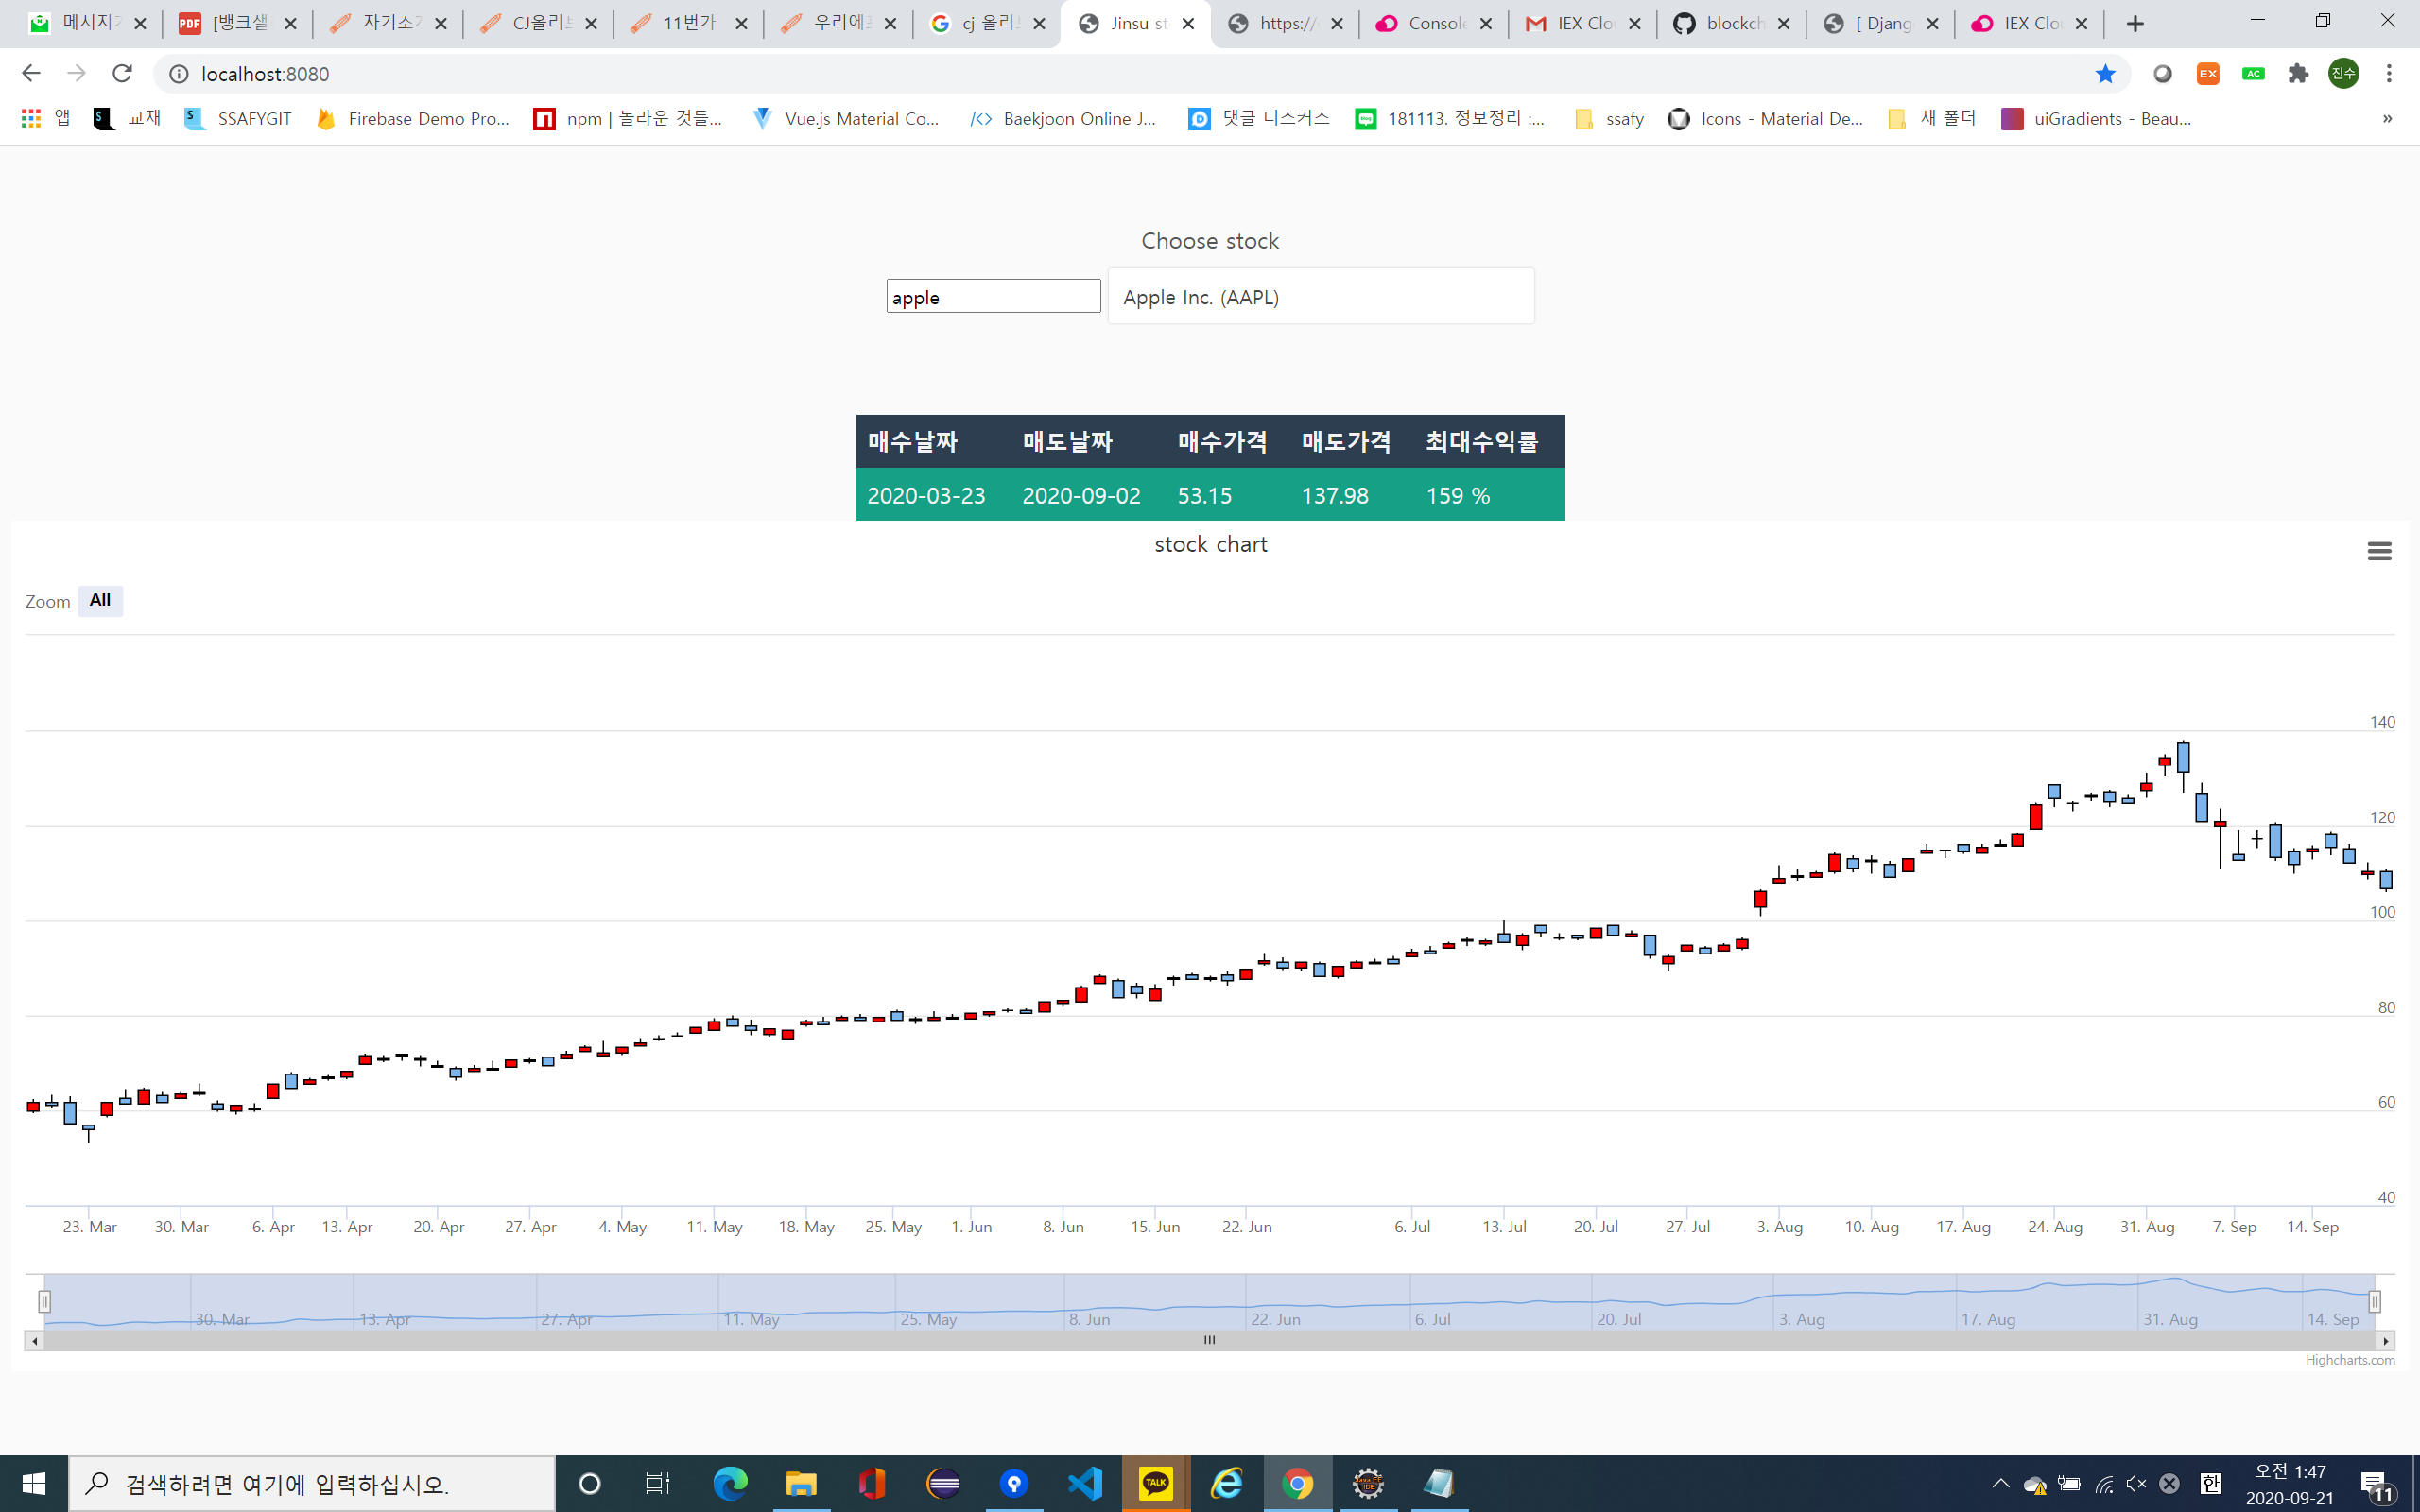 메시지
[뱅크샐
자기소
CJ올리
11번가
우리에
cj 올리
Jinsu st
https://
Consol
IEX Clo
blockch
[ Djang
IEX Clo
localhost:8080
EX
AC
진수
앱
교재
SSAFYGIT
Firebase Demo Pro...
npm | 놀라운 것들...
Vue.js Material Co...
Baekjoon Online J...
댓글 디스커스
181113. 정보정리 :...
ssafy
Icons - Material De...
새 폴더
uiGradients - Beau...
»
Choose stock
apple
Apple Inc. (AAPL)
매수날짜 매도날짜 매수가격 매도가격 최대수익률
2020-03-23 2020-09-02 53.15 137.98 159 %
stock chart
Zoom All
140
120
100
80
60
40
23. Mar 30. Mar 6. Apr 13. Apr 20. Apr 27. Apr 4. May 11. May 18. May 25. May 1. Jun 8. Jun 15. Jun 22. Jun 6. Jul 13. Jul 20. Jul 27. Jul 3. Aug 10. Aug 17. Aug 24. Aug 31. Aug 7. Sep 14. Sep
30. Mar 13. Apr 27. Apr 11. May 25. May 8. Jun 22. Jun 6. Jul 20. Jul 3. Aug 17. Aug 31. Aug 14. Sep
Highcharts.com
검색하려면 여기에 입력하십시오.
TALK
한
오전 1:47
2020-09-21
11